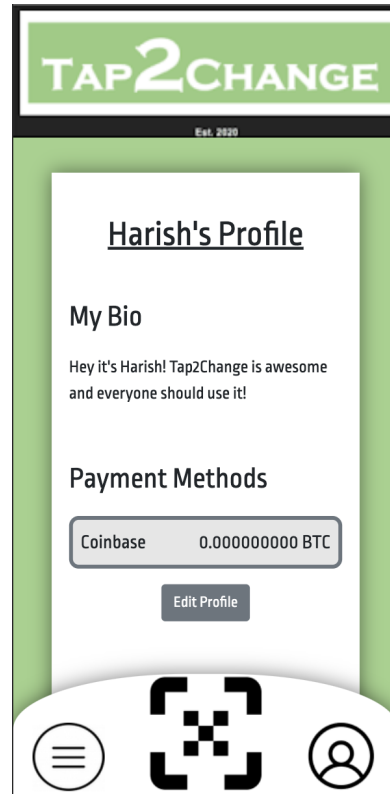 TAP2CHANGE
Est. 2020
Harish's Profile
My Bio
Hey it's Harish! Tap2Change is awesome
and everyone should use it!
Payment Methods
Coinbase 0.000000000 BTC
Edit Profile